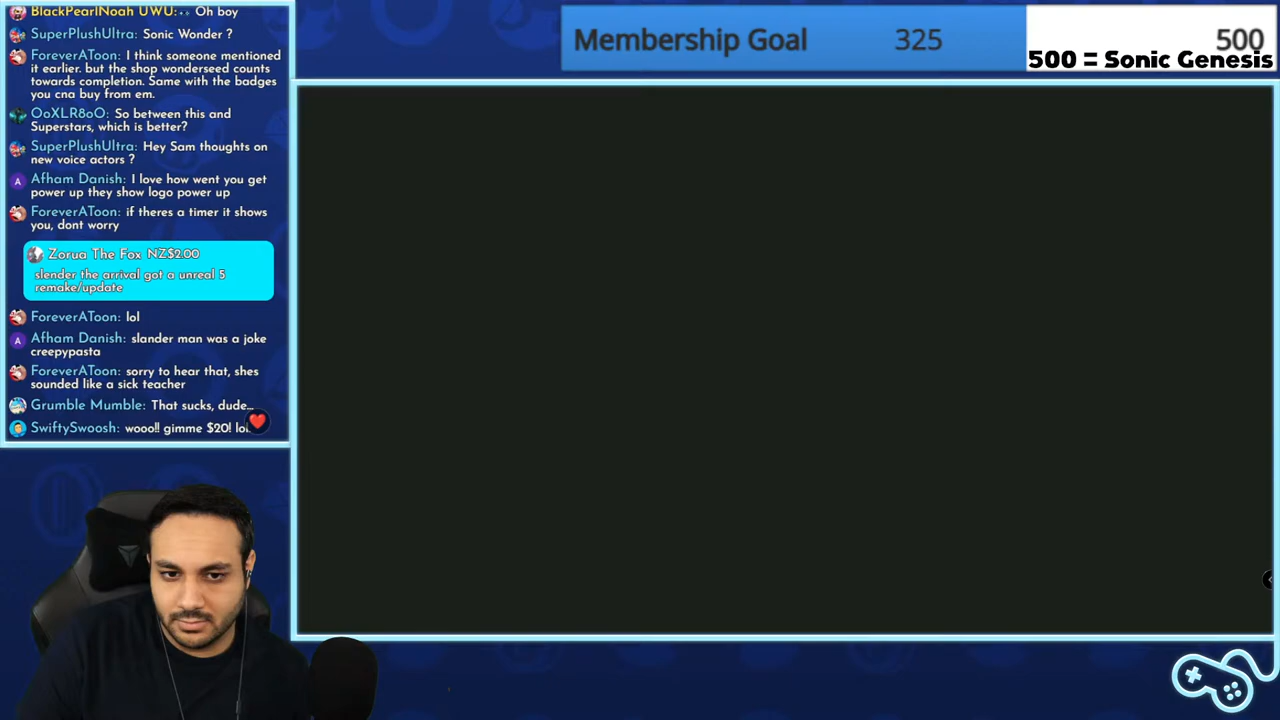 BlackPearlNoah UWU: Oh boy
SuperPlushUltra: Sonic Wonder ?
ForeverAToon: I think someone mentioned
it earlier. but the shop wonderseed counts
towards completion. Same with the badges
you cna buy from em.
OoXLR8oO: So between this and
Superstars, which is better?
SuperPlushUltra: Hey Sam thoughts on
new voice actors ?
A Afham Danish: I love how went you get
power up they show logo power up
ForeverAToon: if theres a timer it shows
you, dont worry
Zorua The Fox NZ$2.00
slender the arrival got a unreal 5
remake/update
ForeverAToon: lol
A Afham Danish: slander man was a joke
creepypasta
ForeverAToon: sorry to hear that, shes
sounded like a sick teacher
Grumble Mumble: That sucks, dude...
SwiftySwoosh: wooo!! gimme $20! lol
Membership Goal 325 500
500 = Sonic Genesis